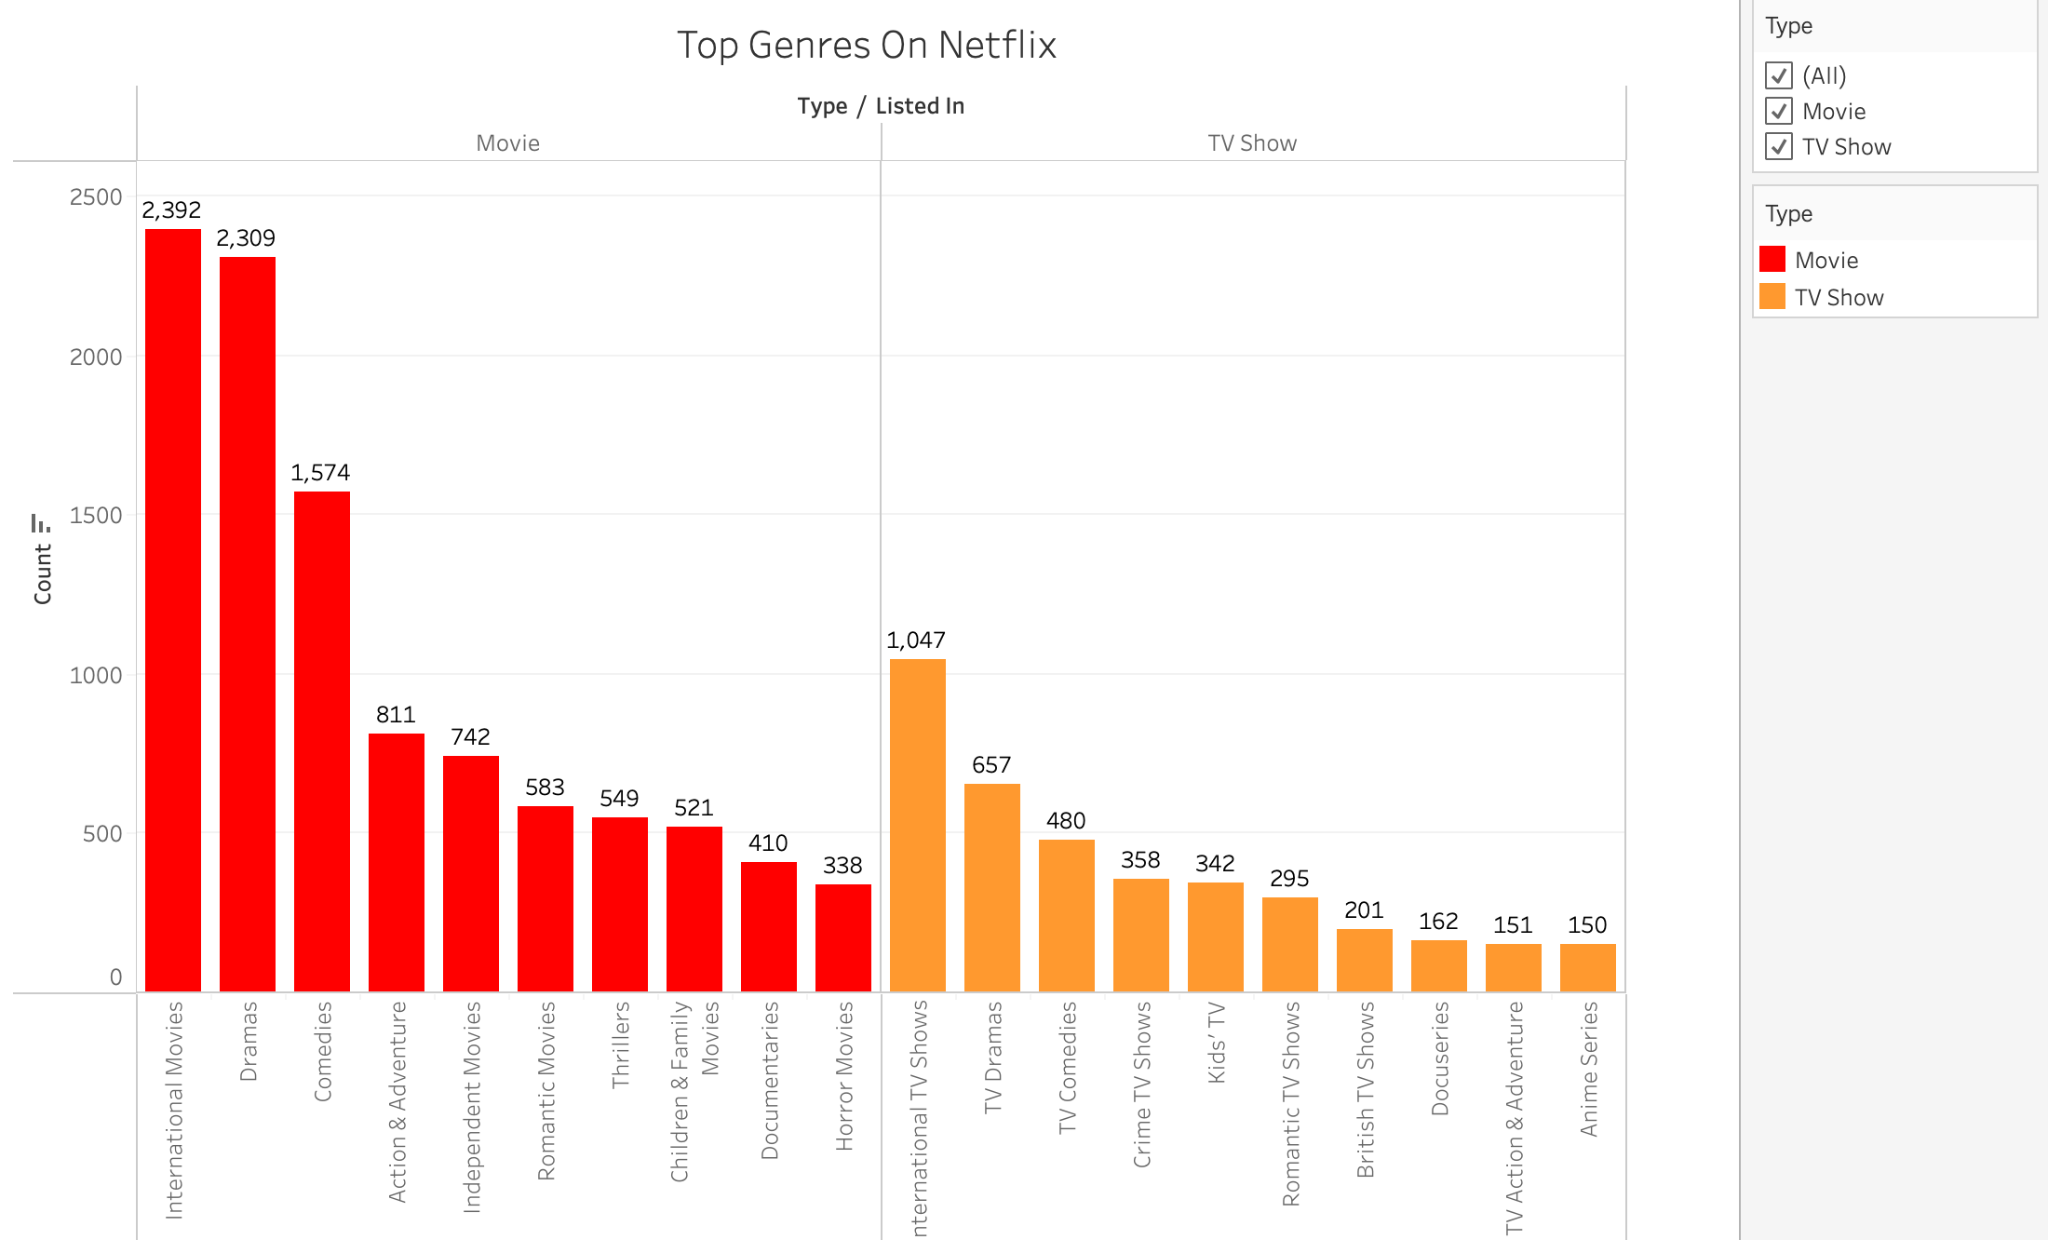 Top Genres On Netflix
Type / Listed In
Movie
TV Show
Count
2500
2000
1500
1000
500
0
2,392
2,309
1,574
811
742
583
549
521
410
338
1,047
657
480
358
342
295
201
162
151
150
International Movies
Dramas
Comedies
Action & Adventure
Independent Movies
Romantic Movies
Thrillers
Children & Family
Movies
Documentaries
Horror Movies
nternational TV Shows
TV Dramas
TV Comedies
Crime TV Shows
Kids’ TV
Romantic TV Shows
British TV Shows
Docuseries
TV Action & Adventure
Anime Series
Type
(All)
Movie
TV Show
Type
Movie
TV Show